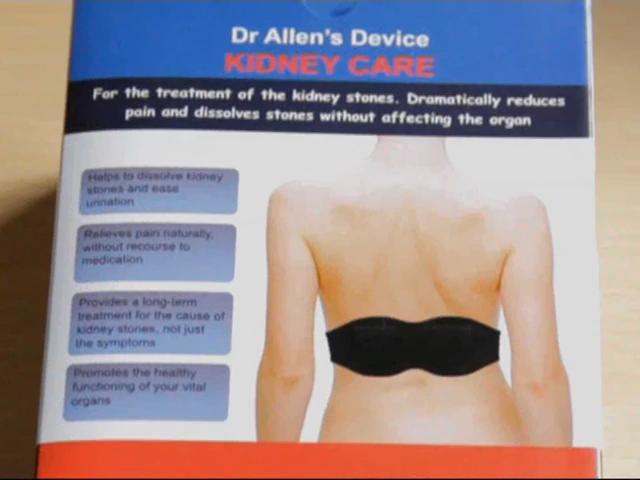 Dr Allen's Device
KIDNEY CARE
For the treatment of the kidney stones. Dramatically reduces
pain and dissolves stones without affecting the organ
Helps to dissolve kidney
stones and ease
urination
Relieves pain naturally,
without recourse to
medication
Provides a long-term
treatment for the cause of
kidney stones, not just
the symptoms
Promotes the healthy
functioning of your vital
organs